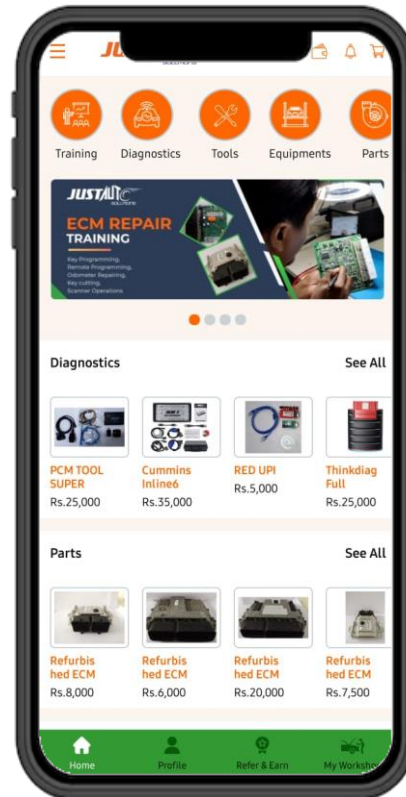 JU
SOLUTIONS
Training Diagnostics Tools Equipments Parts
JUSTAUTO
SOLUTIONS
ECM REPAIR
TRAINING
Key Programming,
Remote Programming,
Odometer Repairing,
Key cutting,
Scanner Operations
Diagnostics See All
PCM TOOL Cummins RED UPI Thinkdiag
SUPER Inline6 Full
Rs.25,000 Rs.35,000 Rs.5,000 Rs.25,000
Parts See All
Refurbis Refurbis Refurbis Refurbis
hed ECM hed ECM hed ECM hed ECM
Rs.8,000 Rs.6,000 Rs.20,000 Rs.7,500
Home Profile Refer & Earn My Workshop